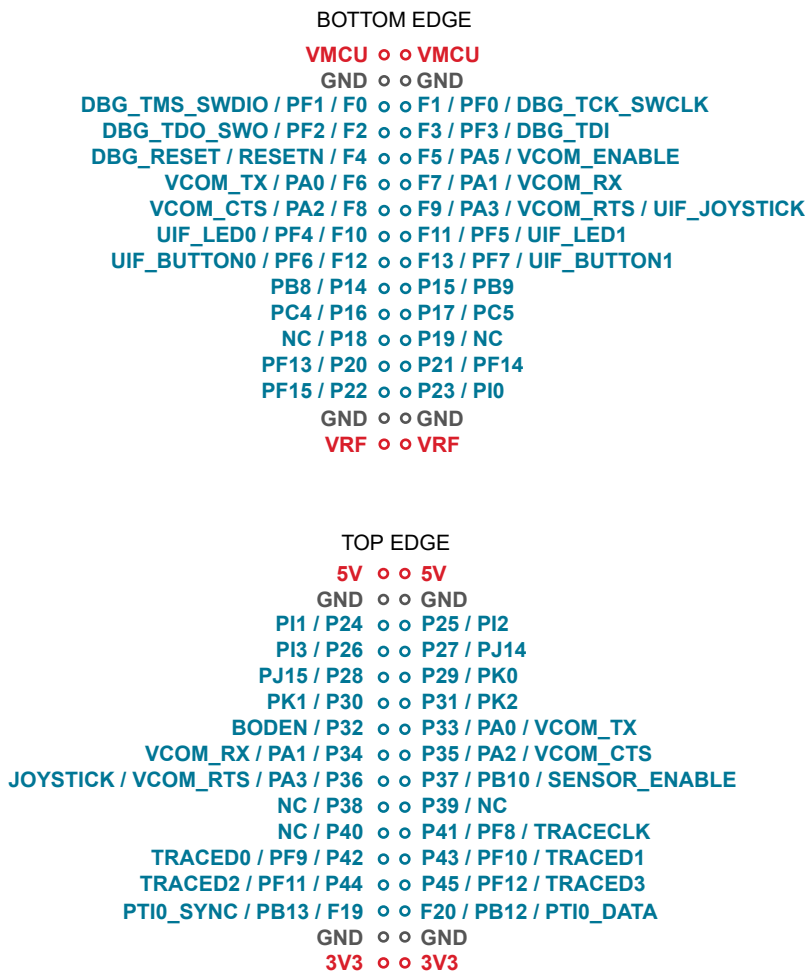 BOTTOM EDGE
VMCU VMCU
GND GND
DBG_TMS_SWDIO / PF1 / F0 F1 / PF0 / DBG_TCK_SWCLK
DBG_TDO_SWO / PF2 / F2 F3 / PF3 / DBG_TDI
DBG_RESET / RESETN / F4 F5 / PA5 / VCOM_ENABLE
VCOM_TX / PA0 / F6 F7 / PA1 / VCOM_RX
VCOM_CTS / PA2 / F8 F9 / PA3 / VCOM_RTS / UIF_JOYSTICK
UIF_LED0 / PF4 / F10 F11 / PF5 / UIF_LED1
UIF_BUTTON0 / PF6 / F12 F13 / PF7 / UIF_BUTTON1
PB8 / P14 P15 / PB9
PC4 / P16 P17 / PC5
NC / P18 P19 / NC
PF13 / P20 P21 / PF14
PF15 / P22 P23 / PI0
GND GND
VRF VRF
TOP EDGE
5V 5V
GND GND
PI1 / P24 P25 / PI2
PI3 / P26 P27 / PJ14
PJ15 / P28 P29 / PK0
PK1 / P30 P31 / PK2
BODEN / P32 P33 / PA0 / VCOM_TX
VCOM_RX / PA1 / P34 P35 / PA2 / VCOM_CTS
JOYSTICK / VCOM_RTS / PA3 / P36 P37 / PB10 / SENSOR_ENABLE
NC / P38 P39 / NC
NC / P40 P41 / PF8 / TRACECLK
TRACED0 / PF9 / P42 P43 / PF10 / TRACED1
TRACED2 / PF11 / P44 P45 / PF12 / TRACED3
PTI0_SYNC / PB13 / F19 F20 / PB12 / PTI0_DATA
GND GND
3V3 3V3